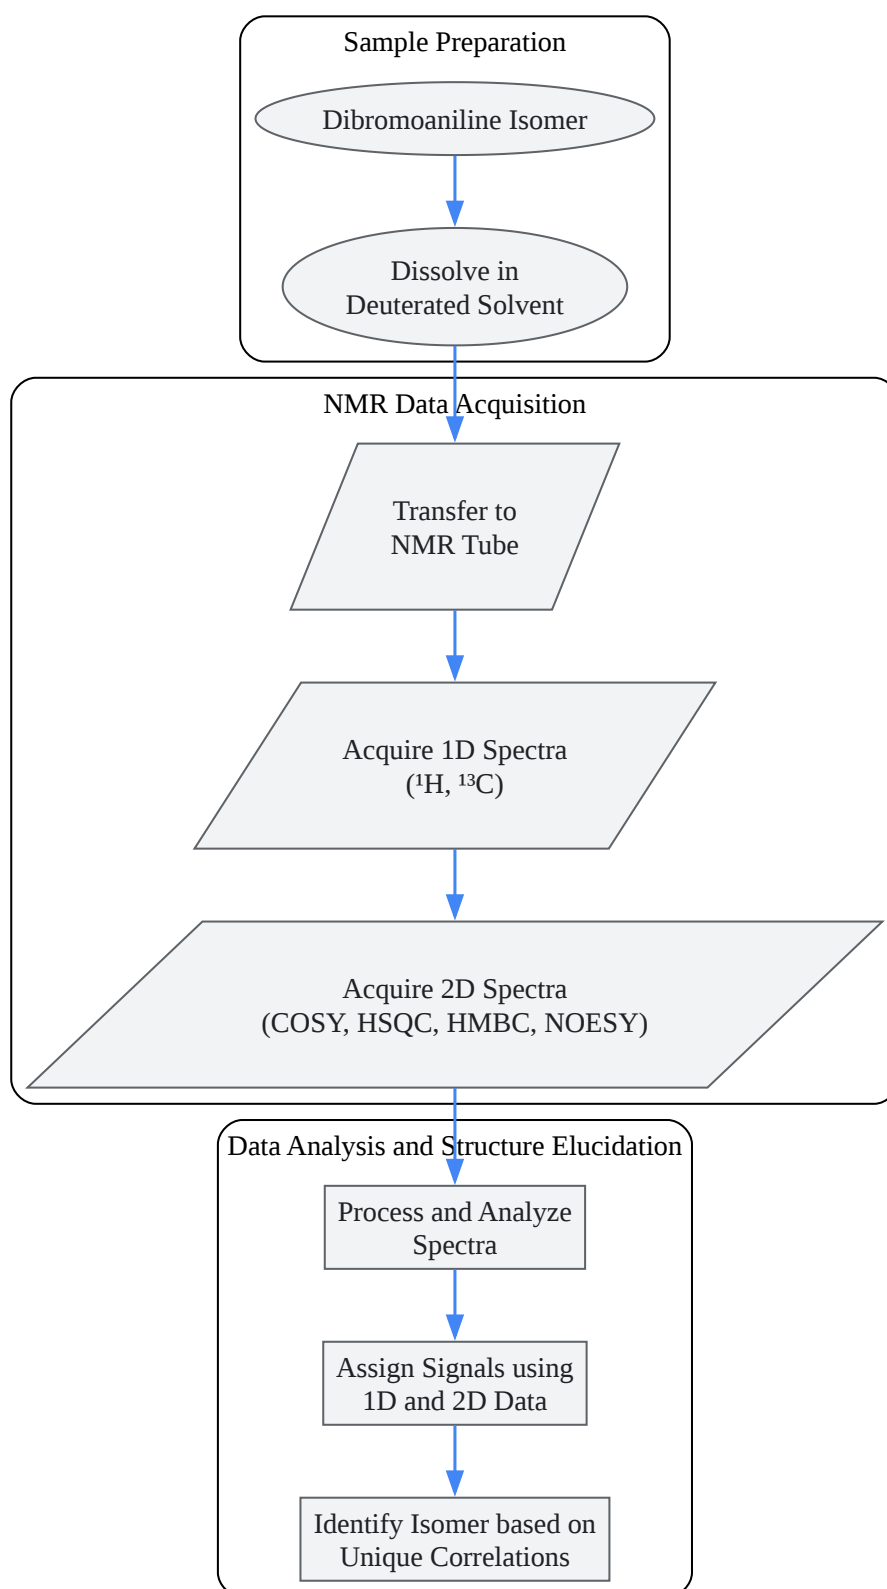 Sample Preparation
Dibromoaniline Isomer
Dissolve in
Deuterated Solvent
NMR Data Acquisition
Transfer to
NMR Tube
Acquire 1D Spectra
(¹H, ¹³C)
Acquire 2D Spectra
(COSY, HSQC, HMBC, NOESY)
Data Analysis and Structure Elucidation
Process and Analyze
Spectra
Assign Signals using
1D and 2D Data
Identify Isomer based on
Unique Correlations